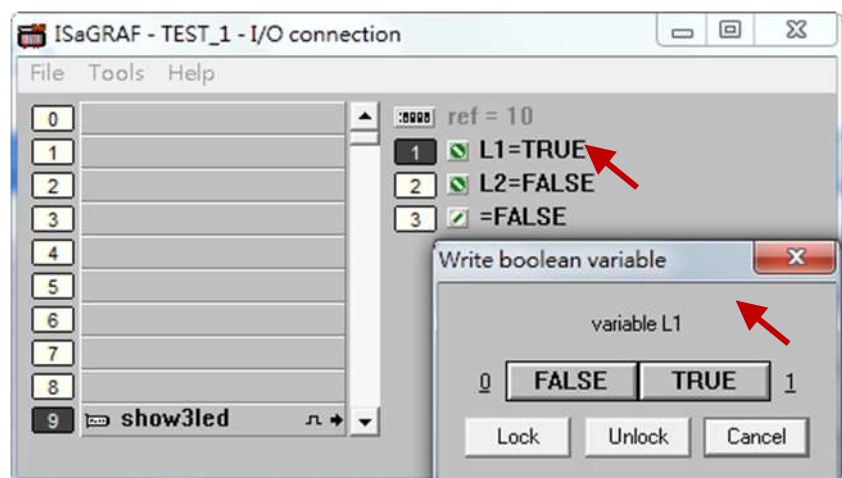 ISaGRAF - TEST_1 - I/O connection
File Tools Help
0
1
2
3
4
5
6
7
8
9 show3led
ref = 10
1 L1=TRUE
2 L2=FALSE
3 =FALSE
Write boolean variable
variable L1
0 FALSE TRUE 1
Lock Unlock Cancel